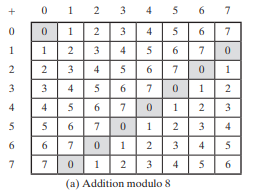 + 0 1 2 3 4 5 6 7
0 0 1 2 3 4 5 6 7
1 1 2 3 4 5 6 7 0
2 2 3 4 5 6 7 0 1
3 3 4 5 6 7 0 1 2
4 4 5 6 7 0 1 2 3
5 5 6 7 0 1 2 3 4
6 6 7 0 1 2 3 4 5
7 7 0 1 2 3 4 5 6
(a) Addition modulo 8